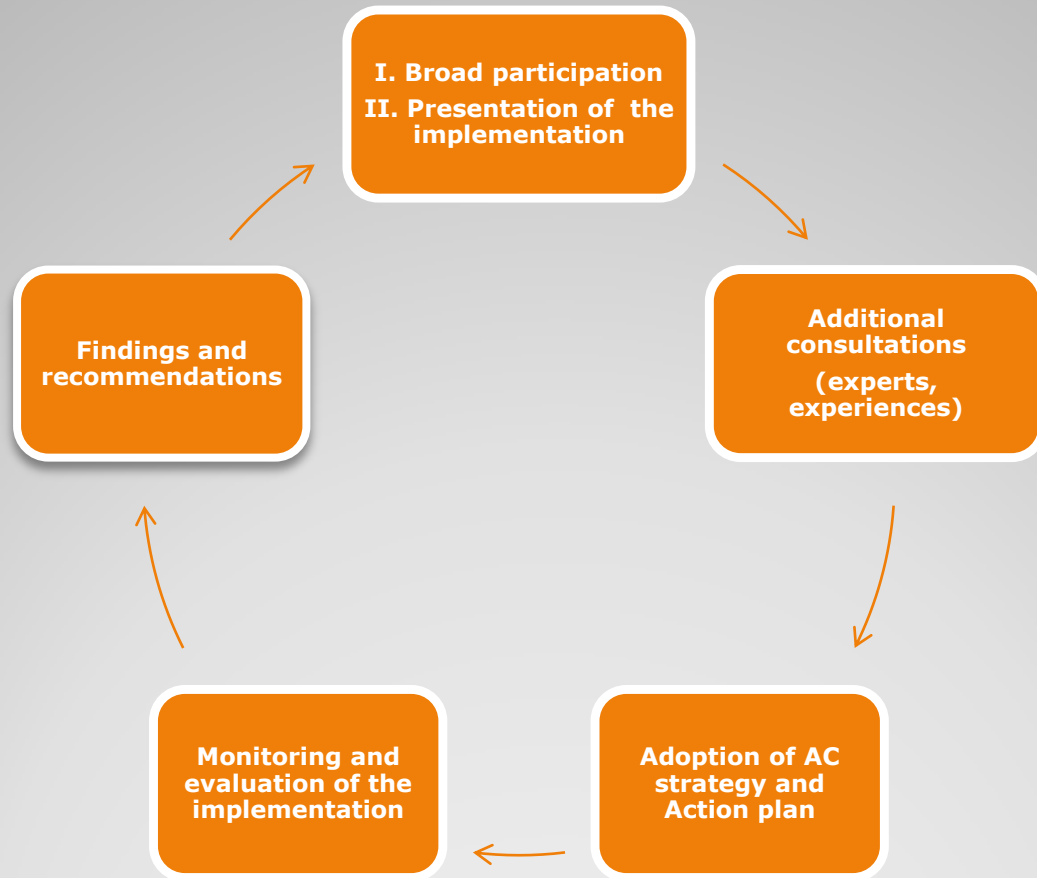 I. Broad participation
II. Presentation of the
implementation
Additional
consultations
(experts,
experiences)
Adoption of AC
strategy and
Action plan
Monitoring and
evaluation of the
implementation
Findings and
recommendations